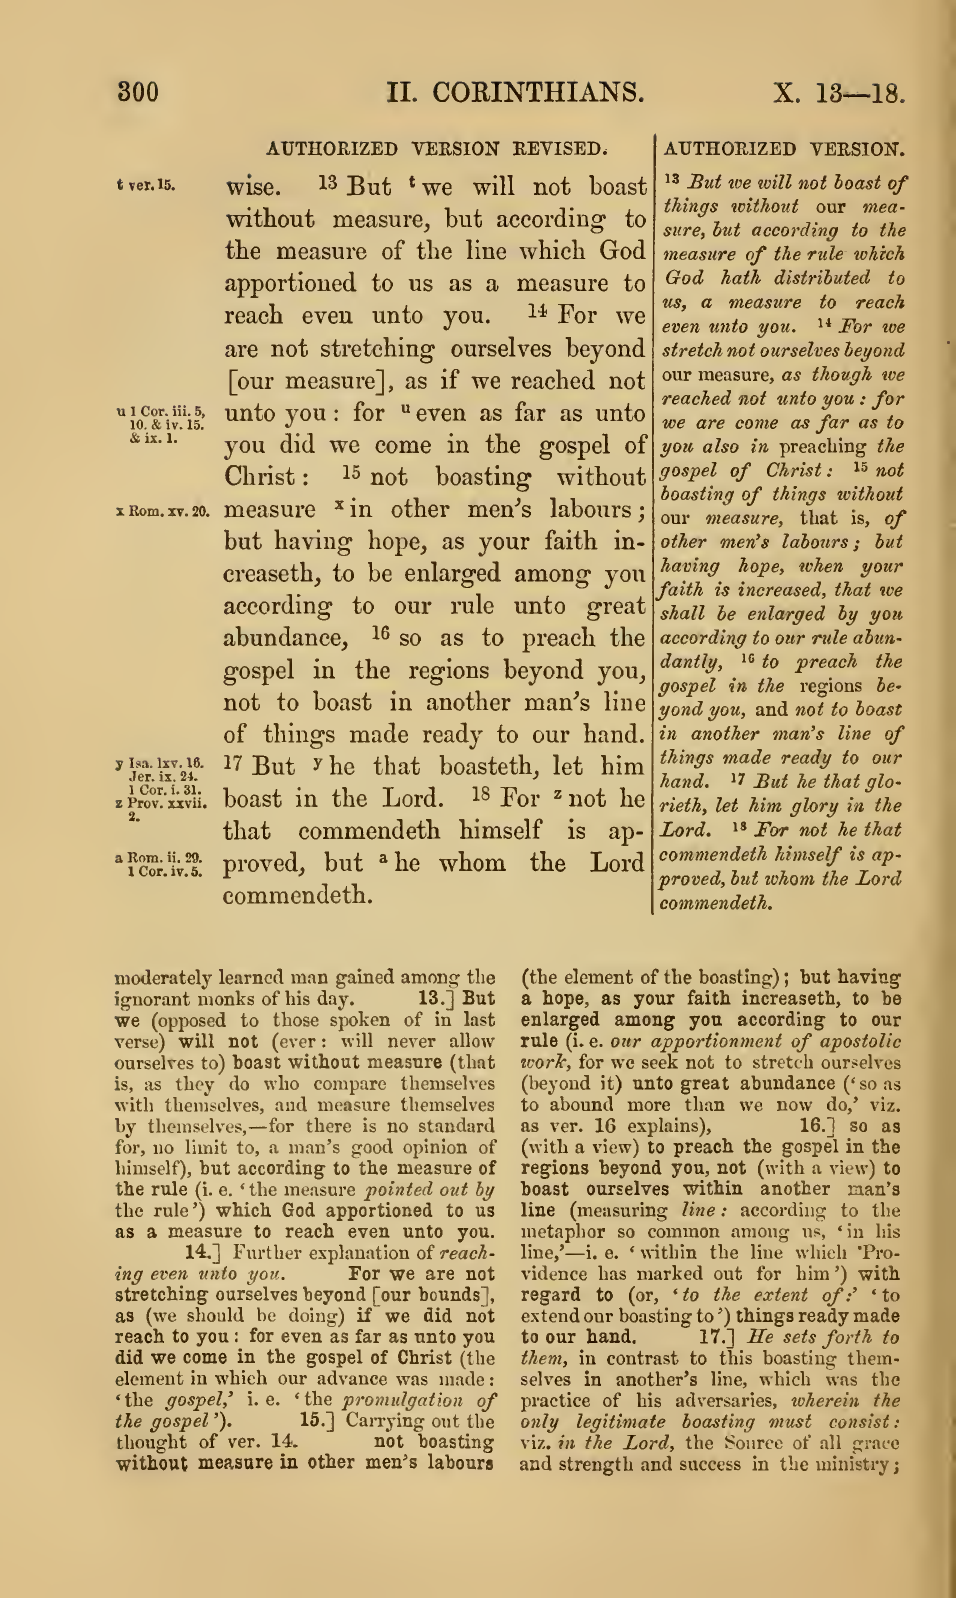 300 II. CORINTHIANS. X. 13—18.
AUTHORIZED VERSION REVISED.
t ver. 15.
wise. 13 But t we will not boast
without measure, but according to
the measure of the line which God
apportioned to us as a measure to
reach even unto you. 14 For we
are not stretching ourselves beyond
[our measure], as if we reached not
u 1 Cor. iii. 5,
10. & iv. 15.
& ix. 1.
unto you : for u even as far as unto
you did we come in the gospel of
Christ : 15 not boasting without
x Rom. xv. 20.
measure x in other men's labours ;
but having hope, as your faith in-
creaseth, to be enlarged among you
according to our rule unto great
abundance, 16 so as to preach the
gospel in the regions beyond you,
not to boast in another man's line
of things made ready to our hand.
y Isa. lxv. 16.
Jer. ix. 24.
1 Cor. i. 31.
z Prov. xxvii.
2.
17 But y he that boasteth, let him
boast in the Lord. 18 For z not he
that commendeth himself is ap-
a Rom. ii. 29.
1 Cor. iv. 5.
proved, but a he whom the Lord
commendeth.
AUTHORIZED VERSION.
13 But we will not boast of
things without our mea-
sure, but according to the
measure of the rule which
God hath distributed to
us, a measure to reach
even unto you. 14 For we
stretch not ourselves beyond
our measure, as though we
reached not unto you : for
we are come as far as to
you also in preaching the
gospel of Christ : 15 not
boasting of things without
our measure, that is, of
other men's labours ; but
having hope, when your
faith is increased, that we
shall be enlarged by you
according to our rule abun-
dantly, 16 to preach the
gospel in the regions be-
yond you, and not to boast
in another man's line of
things made ready to our
hand. 17 But he that glo-
rieth, let him glory in the
Lord. 18 For not he that
commendeth himself is ap-
proved, but whom the Lord
commendeth.
moderately learned man gained among the
ignorant monks of his day. 13.] But
we (opposed to those spoken of in last
verse) will not (ever : will never allow
ourselves to) boast without measure (that
is, as they do who compare themselves
with themselves, and measure themselves
by themselves,—for there is no standard
for, no limit to, a man's good opinion of
himself), but according to the measure of
the rule (i. e. ‘the measure pointed out by
the rule’) which God apportioned to us
as a measure to reach even unto you.
14.] Further explanation of reach-
ing even unto you. For we are not
stretching ourselves beyond [our bounds],
as (we should be doing) if we did not
reach to you : for even as far as unto you
did we come in the gospel of Christ (the
element in which our advance was made :
‘the gospel,’ i. e. ‘the promulgation of
the gospel’). 15.] Carrying out the
thought of ver. 14. not boasting
without measure in other men's labours
(the element of the boasting) ; but having
a hope, as your faith increaseth, to be
enlarged among you according to our
rule (i. e. our apportionment of apostolic
work, for we seek not to stretch ourselves
(beyond it) unto great abundance (‘so as
to abound more than we now do,’ viz.
as ver. 16 explains), 16.] so as
(with a view) to preach the gospel in the
regions beyond you, not (with a view) to
boast ourselves within another man's
line (measuring line : according to the
metaphor so common among us, ‘in his
line,’—i. e. ‘within the line which Pro-
vidence has marked out for him’) with
regard to (or, ‘to the extent of:’ ‘to
extend our boasting to’) things ready made
to our hand. 17.] He sets forth to
them, in contrast to this boasting them-
selves in another's line, which was the
practice of his adversaries, wherein the
only legitimate boasting must consist :
viz. in the Lord, the Source of all grace
and strength and success in the ministry ;